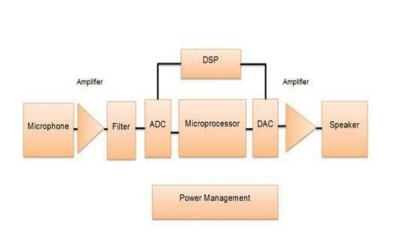 DSP
Amplifier
Amplifier
Microphone
Filter
ADC
Microprocessor
DAC
Speaker
Power Management